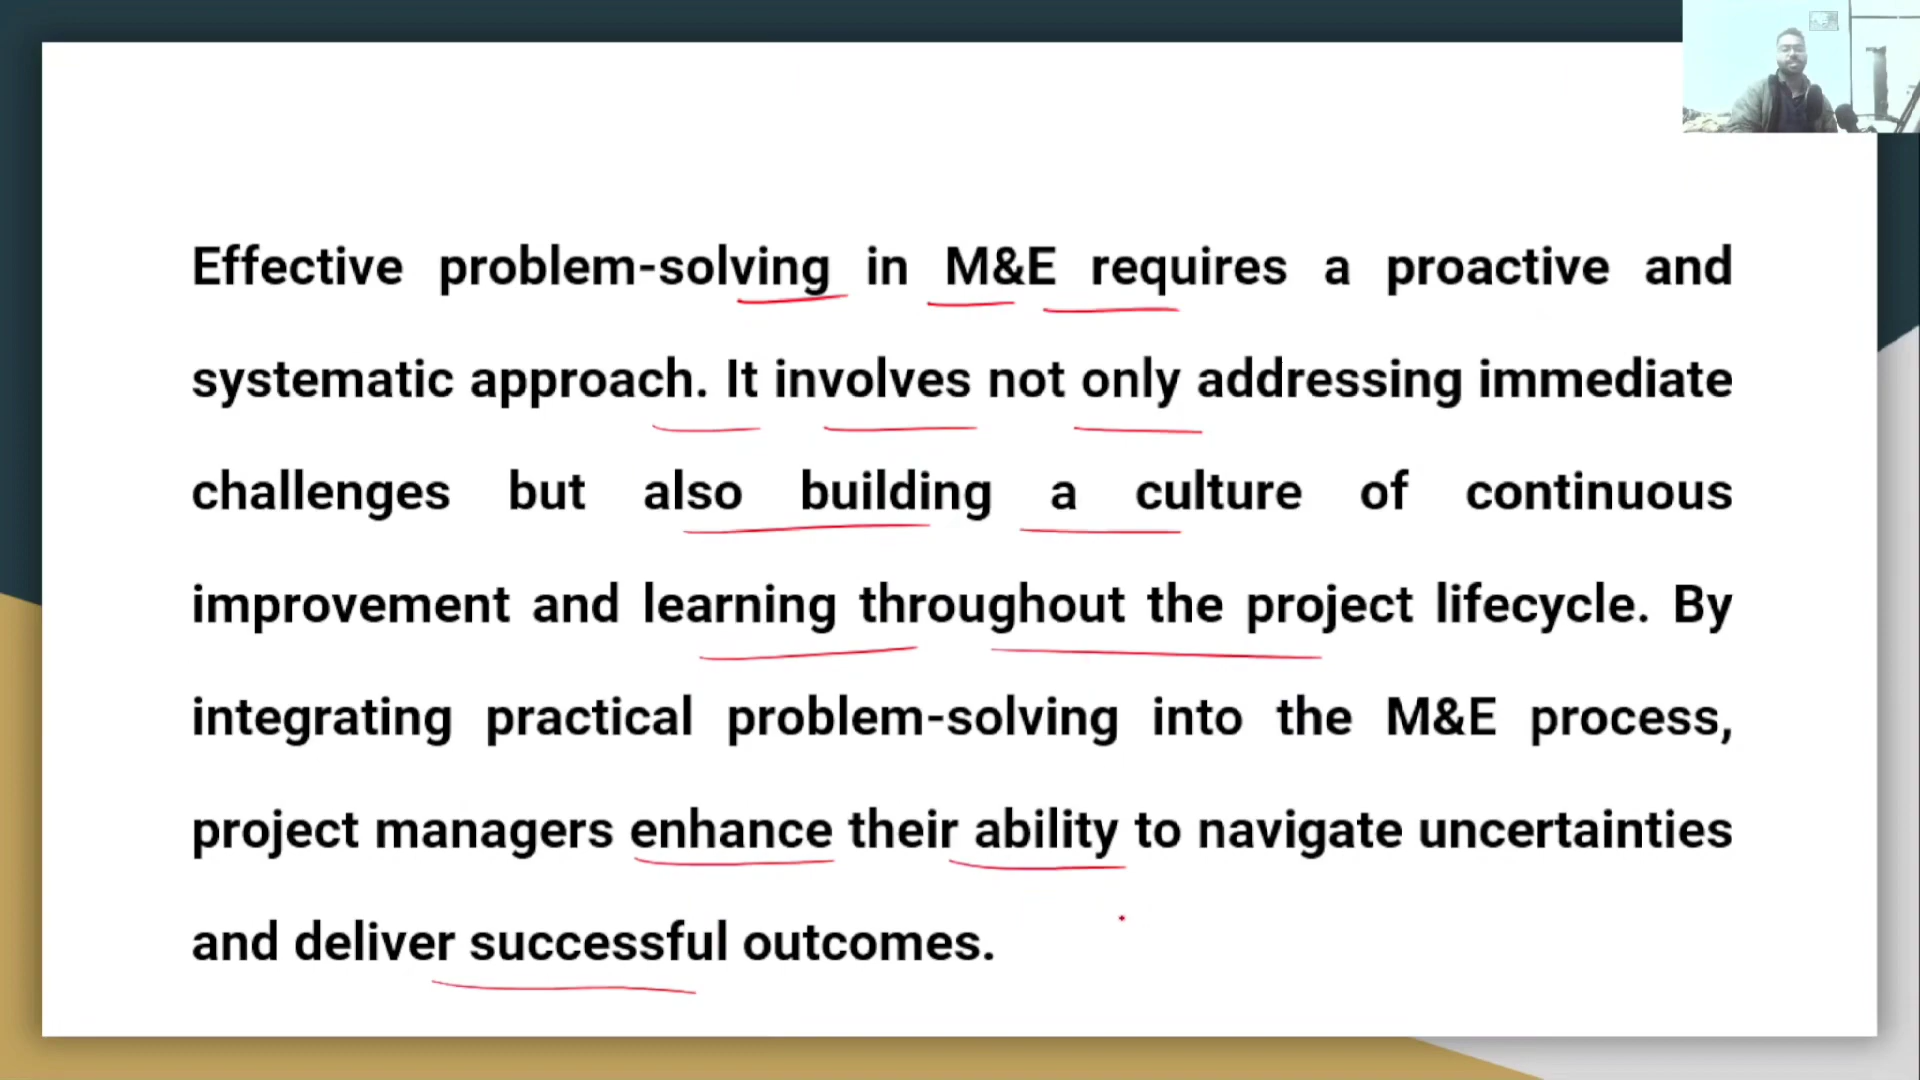 Effective problem-solving in M&E requires a proactive and
systematic approach. It involves not only addressing immediate
challenges but also building a culture of continuous
improvement and learning throughout the project lifecycle. By
integrating practical problem-solving into the M&E process,
project managers enhance their ability to navigate uncertainties
and deliver successful outcomes.